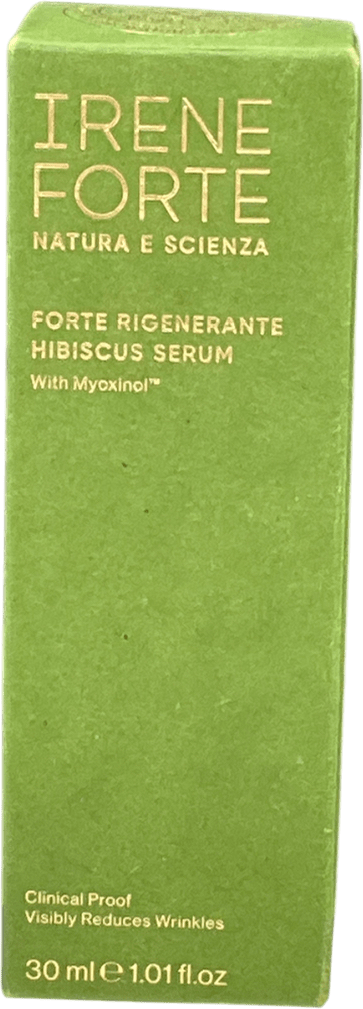 IRENE
FORTE
NATURA E SCIENZA
FORTE RIGENERANTE
HIBISCUS SERUM
With Myoxinol™
Clinical Proof
Visibly Reduces Wrinkles
30 ml ℮ 1.01 fl.oz